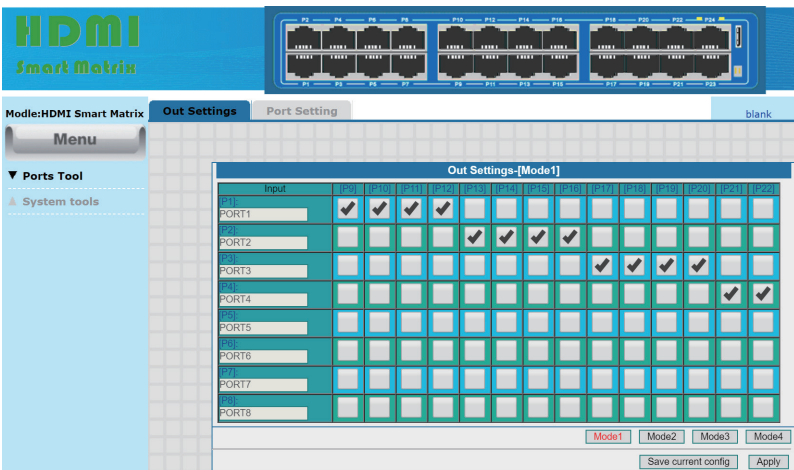 HDMI
Smart Matrix
P2 P4 P6 P8 P10 P12 P14 P16 P18 P20 P22 P24
P1 P3 P5 P7 P9 P11 P13 P15 P17 P19 P21 P23
Modle:HDMI Smart Matrix
Out Settings
Port Setting
blank
Menu
Ports Tool
System tools
Out Settings-[Mode1]
Input [P9] [P10] [P11] [P12] [P13] [P14] [P15] [P16] [P17] [P18] [P19] [P20] [P21] [P22]
[P1]:
PORT1
[P2]:
PORT2
[P3]:
PORT3
[P4]:
PORT4
[P5]:
PORT5
[P6]:
PORT6
[P7]:
PORT7
[P8]:
PORT8
Mode1 Mode2 Mode3 Mode4
Save current config Apply